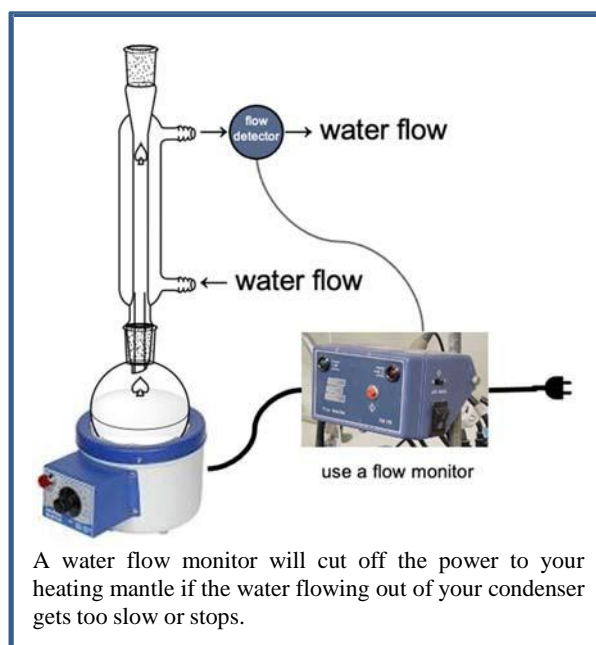 flow
detector
water flow
water flow
use a flow monitor
A water flow monitor will cut off the power to your
heating mantle if the water flowing out of your condenser
gets too slow or stops.